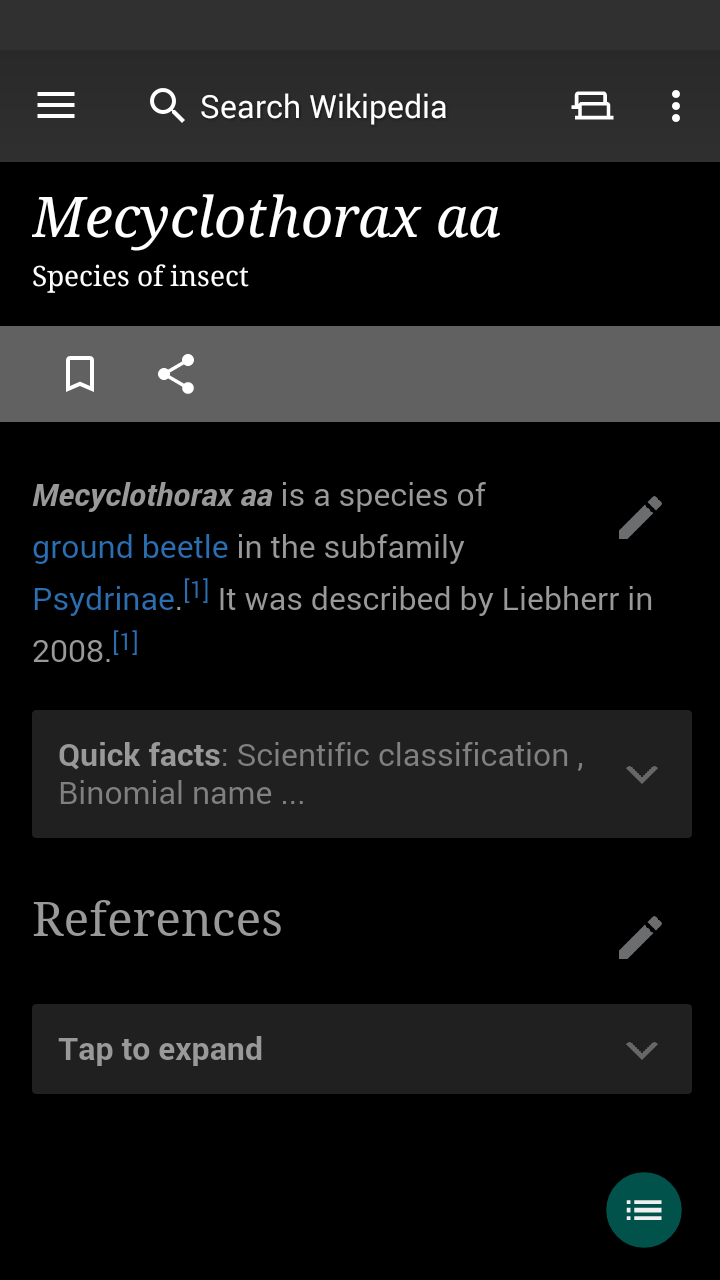 Search Wikipedia
Mecyclothorax aa
Species of insect
Mecyclothorax aa is a species of
ground beetle in the subfamily
Psydrinae.[1] It was described by Liebherr in
2008.[1]
Quick facts: Scientific classification ,
Binomial name ...
References
Tap to expand